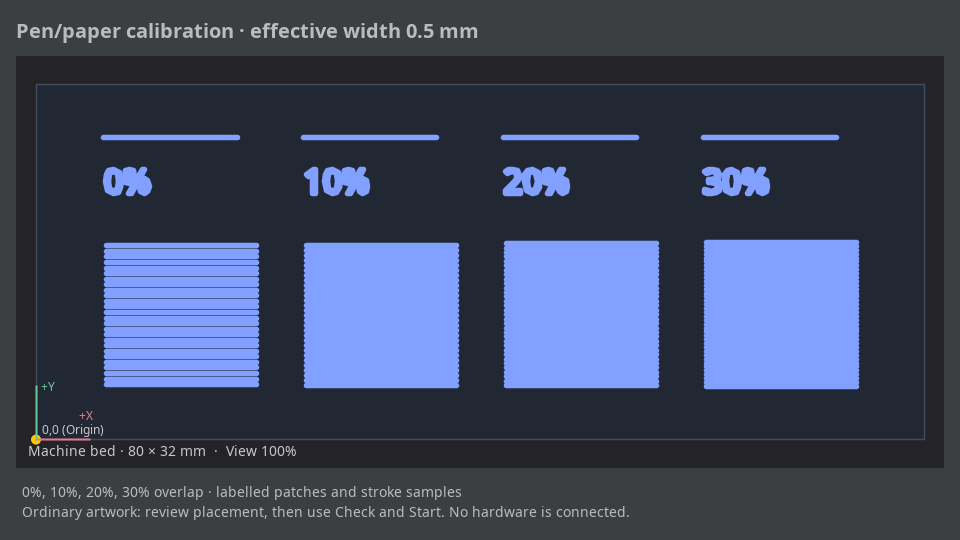 Pen/paper calibration · effective width 0.5 mm
0% 10% 20% 30%
+Y
+X
0,0 (Origin)
Machine bed · 80 × 32 mm · View 100%
0%, 10%, 20%, 30% overlap · labelled patches and stroke samples
Ordinary artwork: review placement, then use Check and Start. No hardware is connected.